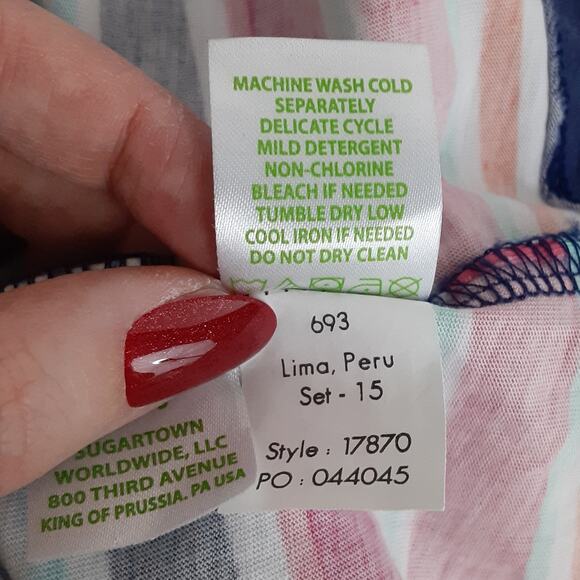 MACHINE WASH COLD
SEPARATELY
DELICATE CYCLE
MILD DETERGENT
NON-CHLORINE
BLEACH IF NEEDED
TUMBLE DRY LOW
COOL IRON IF NEEDED
DO NOT DRY CLEAN
693
Lima, Peru
Set - 15
Style : 17870
PO : 044045
SUGARTOWN
WORLDWIDE, LLC
800 THIRD AVENUE
KING OF PRUSSIA. PA USA